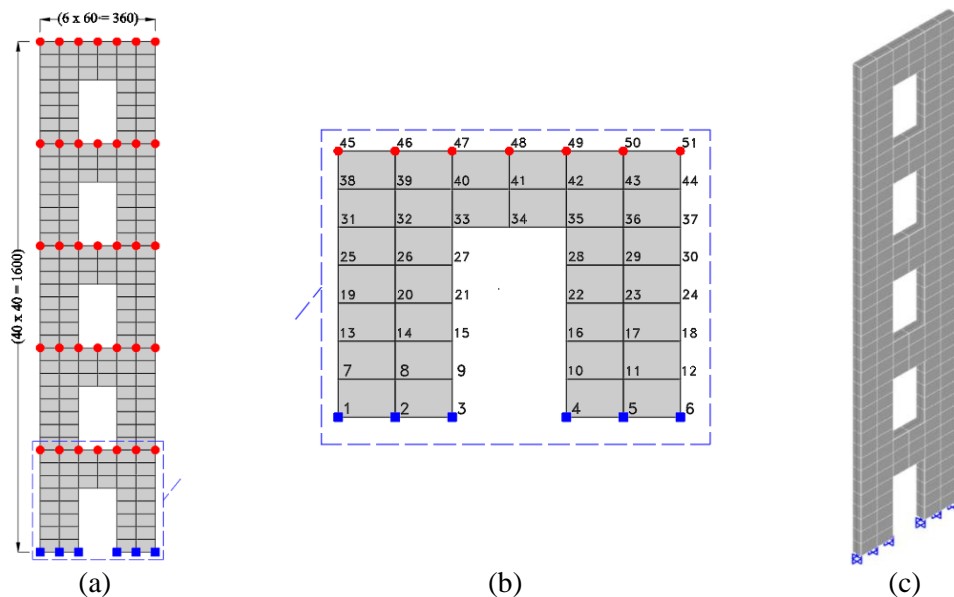 (6 x 60 = 360)
(40 x 40 = 1600)
45 46 47 48 49 50 51
38 39 40 41 42 43 44
31 32 33 34 35 36 37
25 26 27 28 29 30
19 20 21 22 23 24
13 14 15 16 17 18
7 8 9 10 11 12
1 2 3 4 5 6
(a) (b) (c)